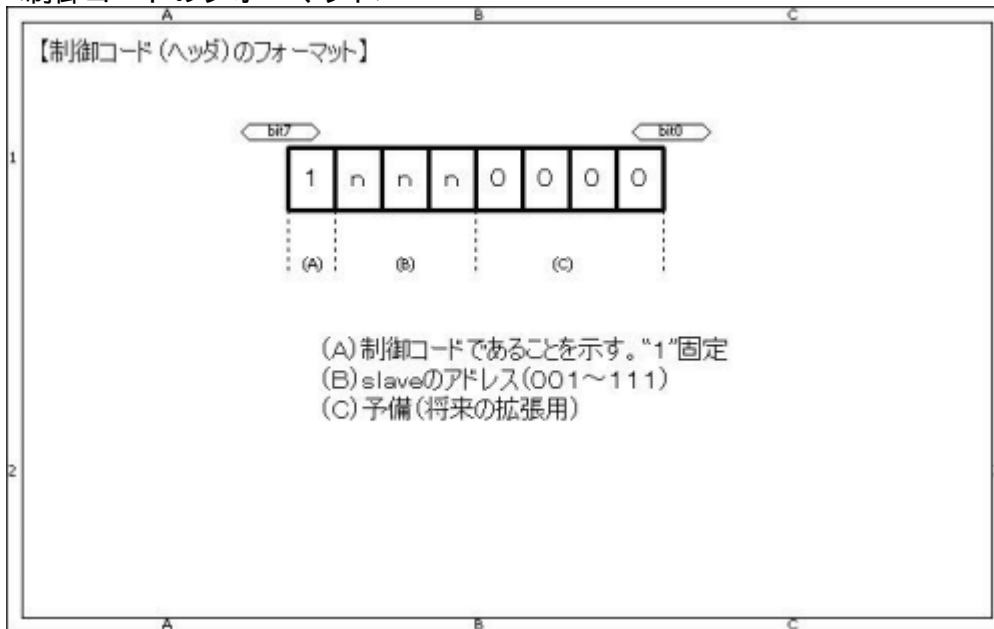 A B C
【制御コード(ヘッダ)のフォーマット】
bit7 bit0
1
1 n n n 0 0 0 0
(A) (B) (C)
(A)制御コードであることを示す。“1”固定
(B)slaveのアドレス(001～111)
(C)予備(将来の拡張用)
2
A B C